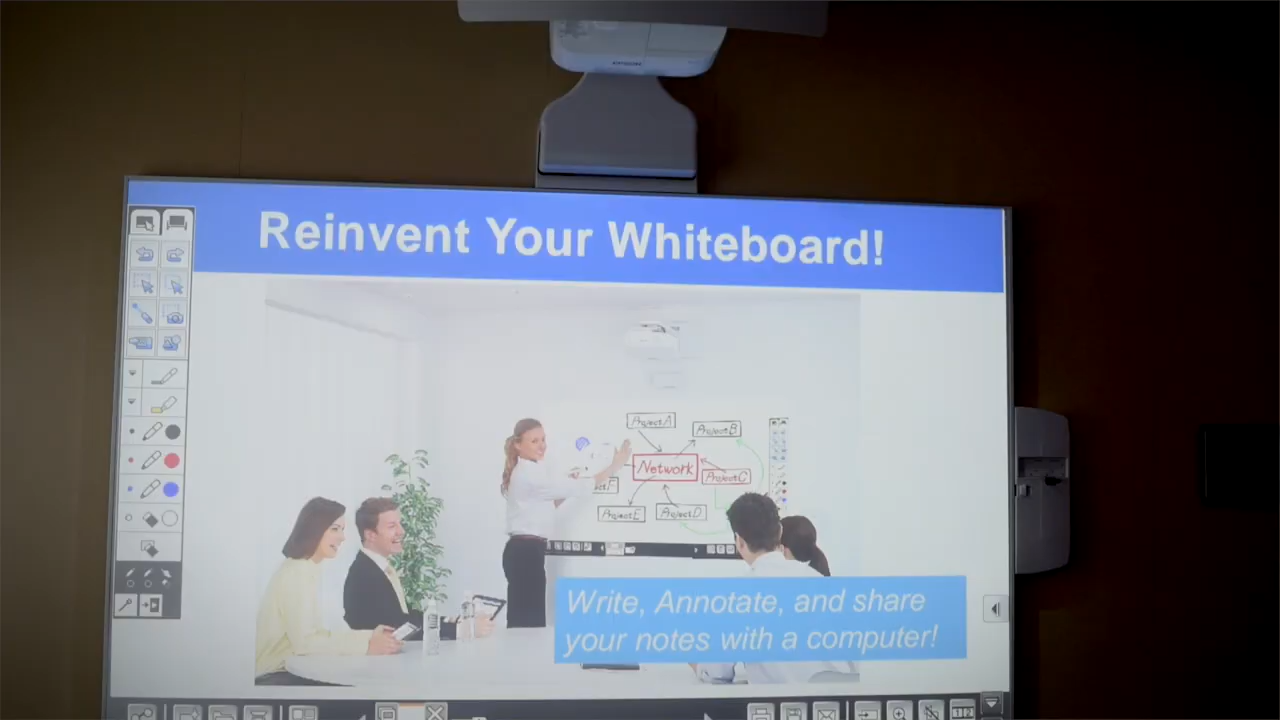 Reinvent Your Whiteboard!
Project A
Project B
Network
Project C
Project E
Project D
Write, Annotate, and share
your notes with a computer!